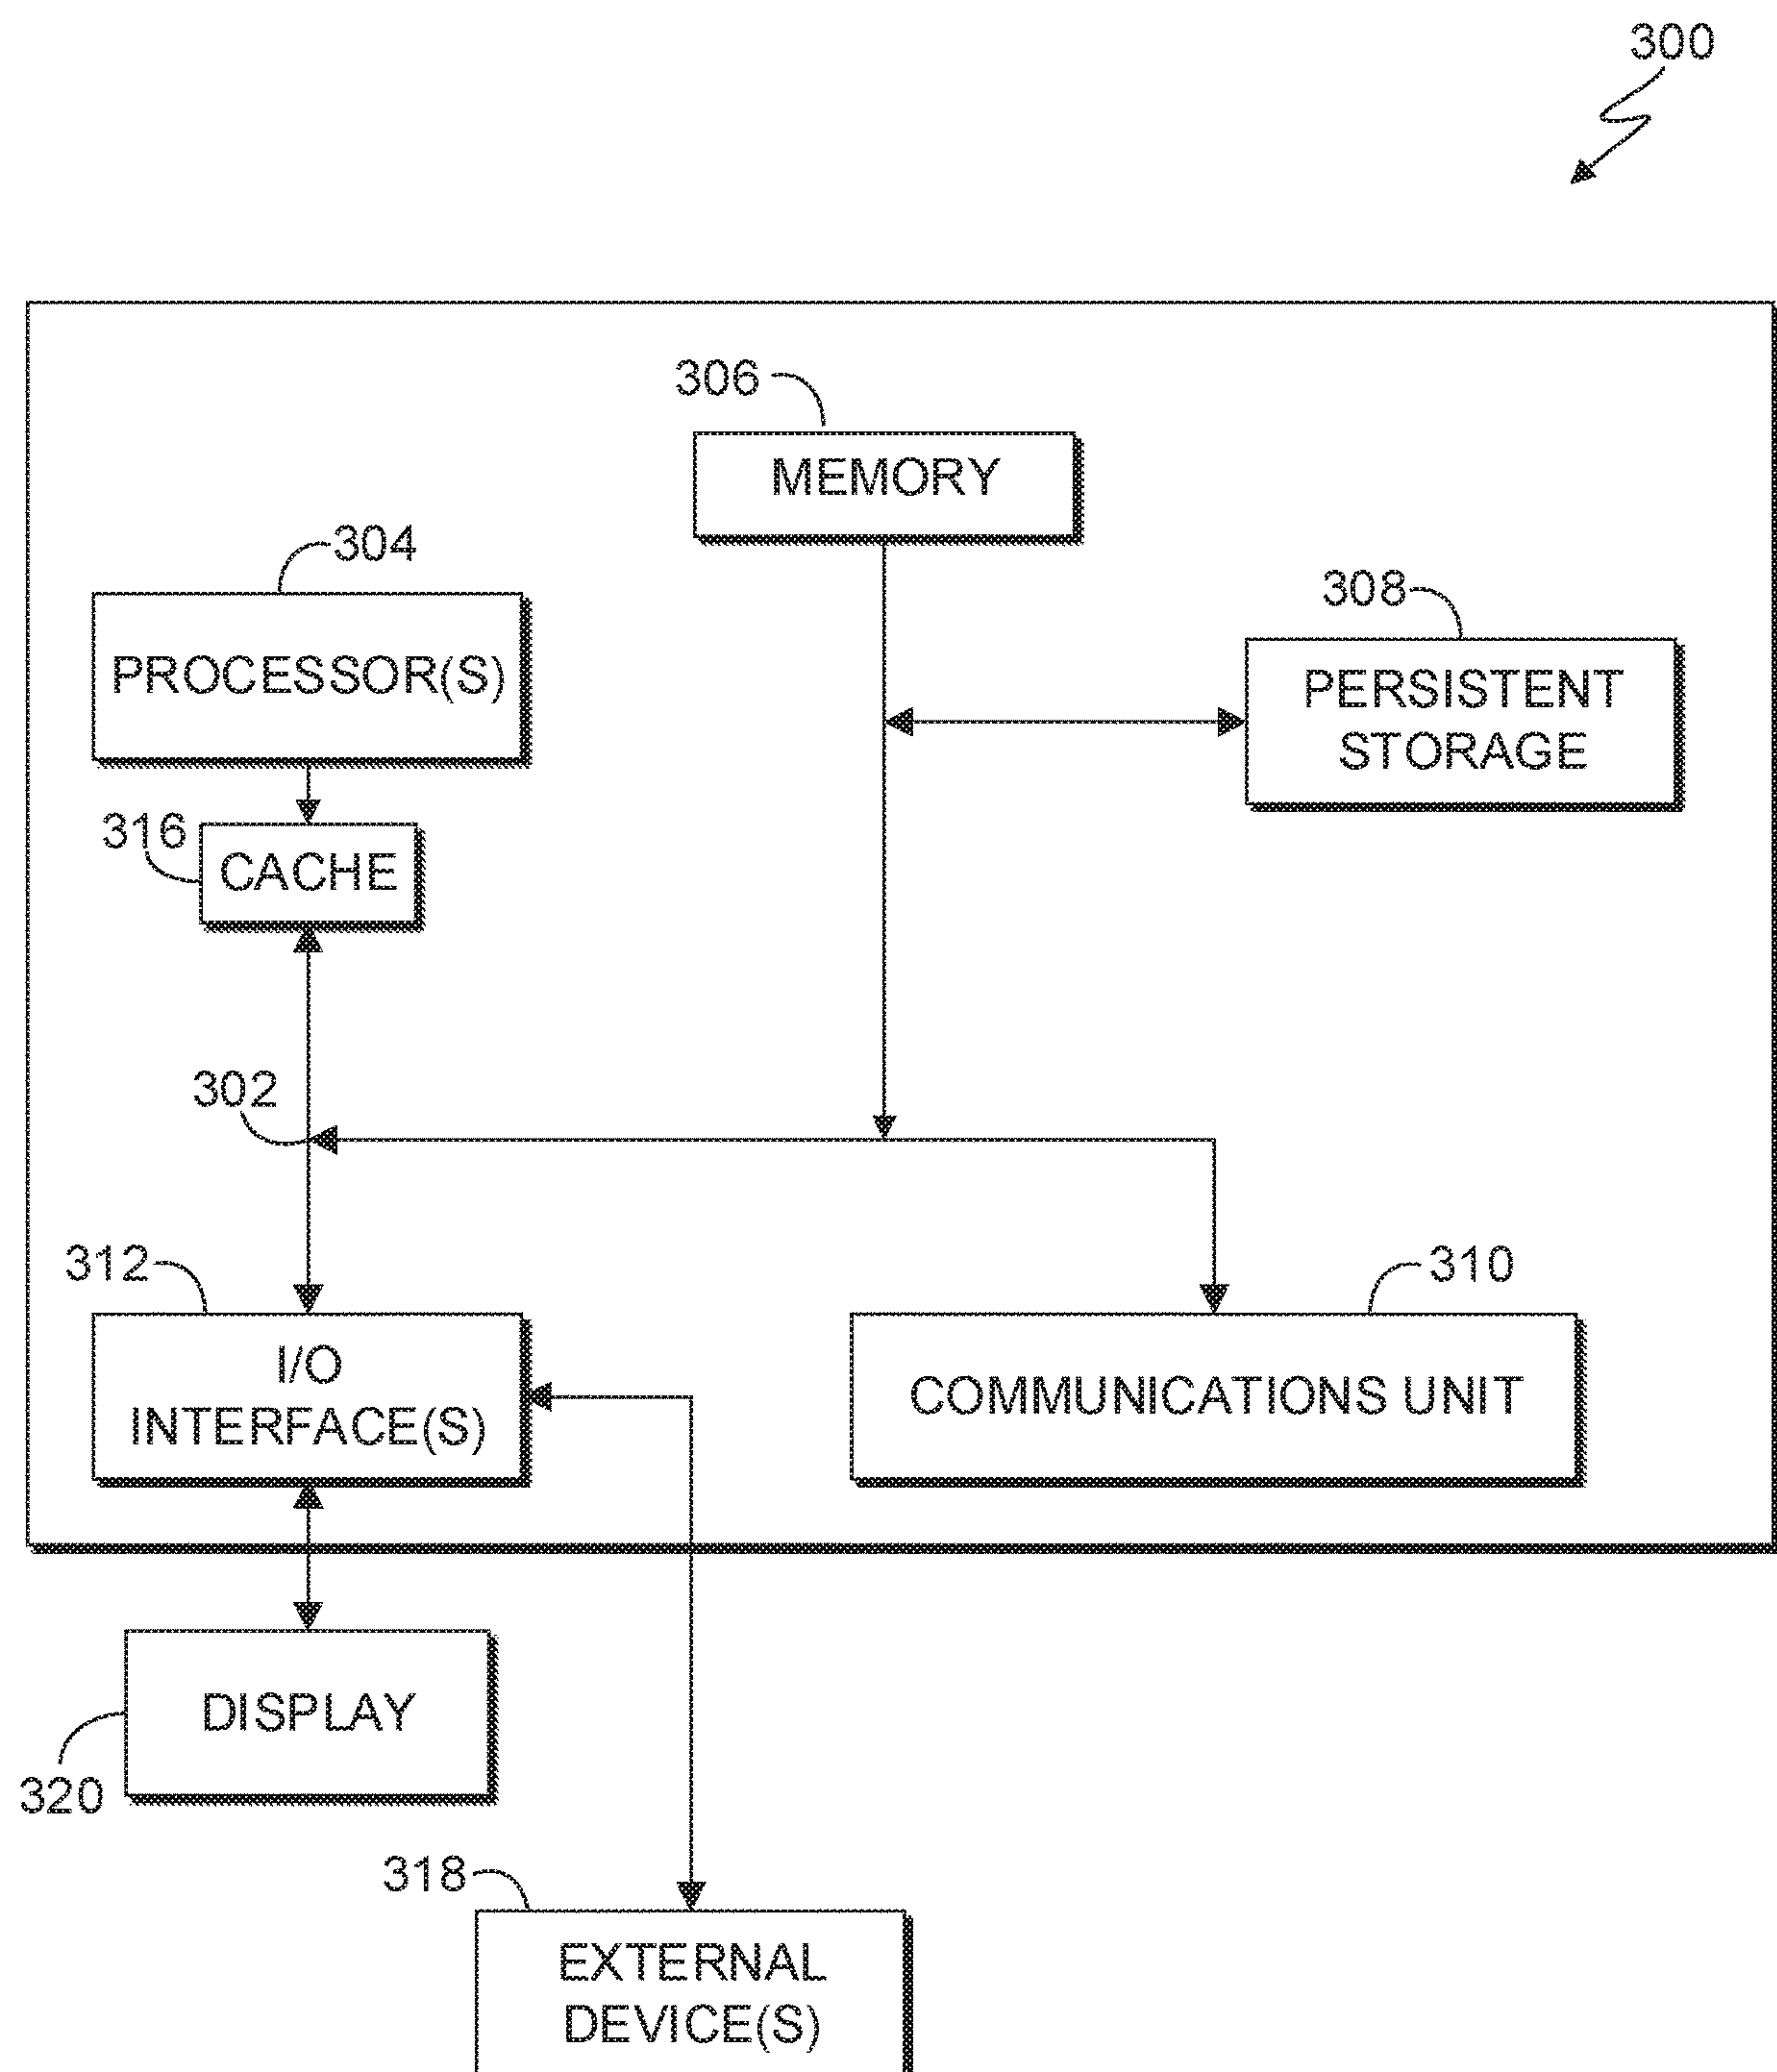 300
306
MEMORY
304
308
PROCESSOR(S)
PERSISTENT
STORAGE
316
CACHE
302
312
310
I/O
INTERFACE(S)
COMMUNICATIONS UNIT
DISPLAY
320
318
EXTERNAL
DEVICE(S)